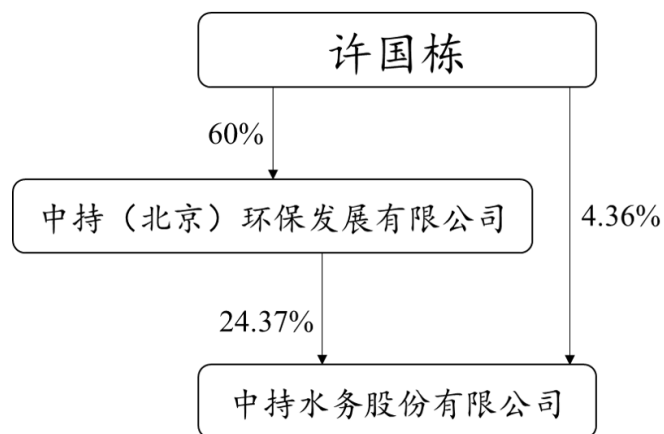 许国栋
60%
中持（北京）环保发展有限公司
4.36%
24.37%
中持水务股份有限公司